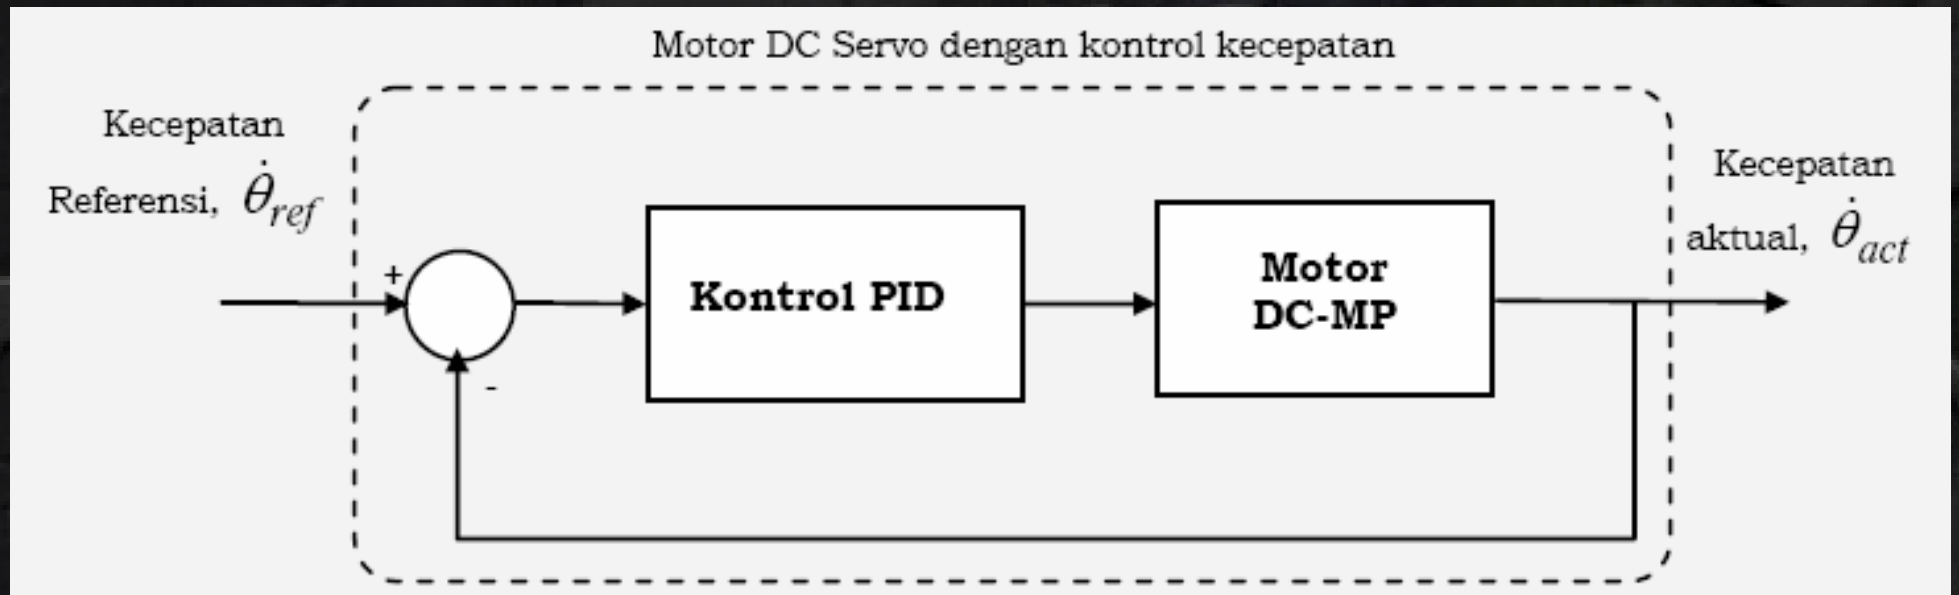 Motor DC Servo dengan kontrol kecepatan
Kecepatan
Referensi, θ̇ref
+
-
Kontrol PID
Motor
DC-MP
Kecepatan
aktual, θ̇act